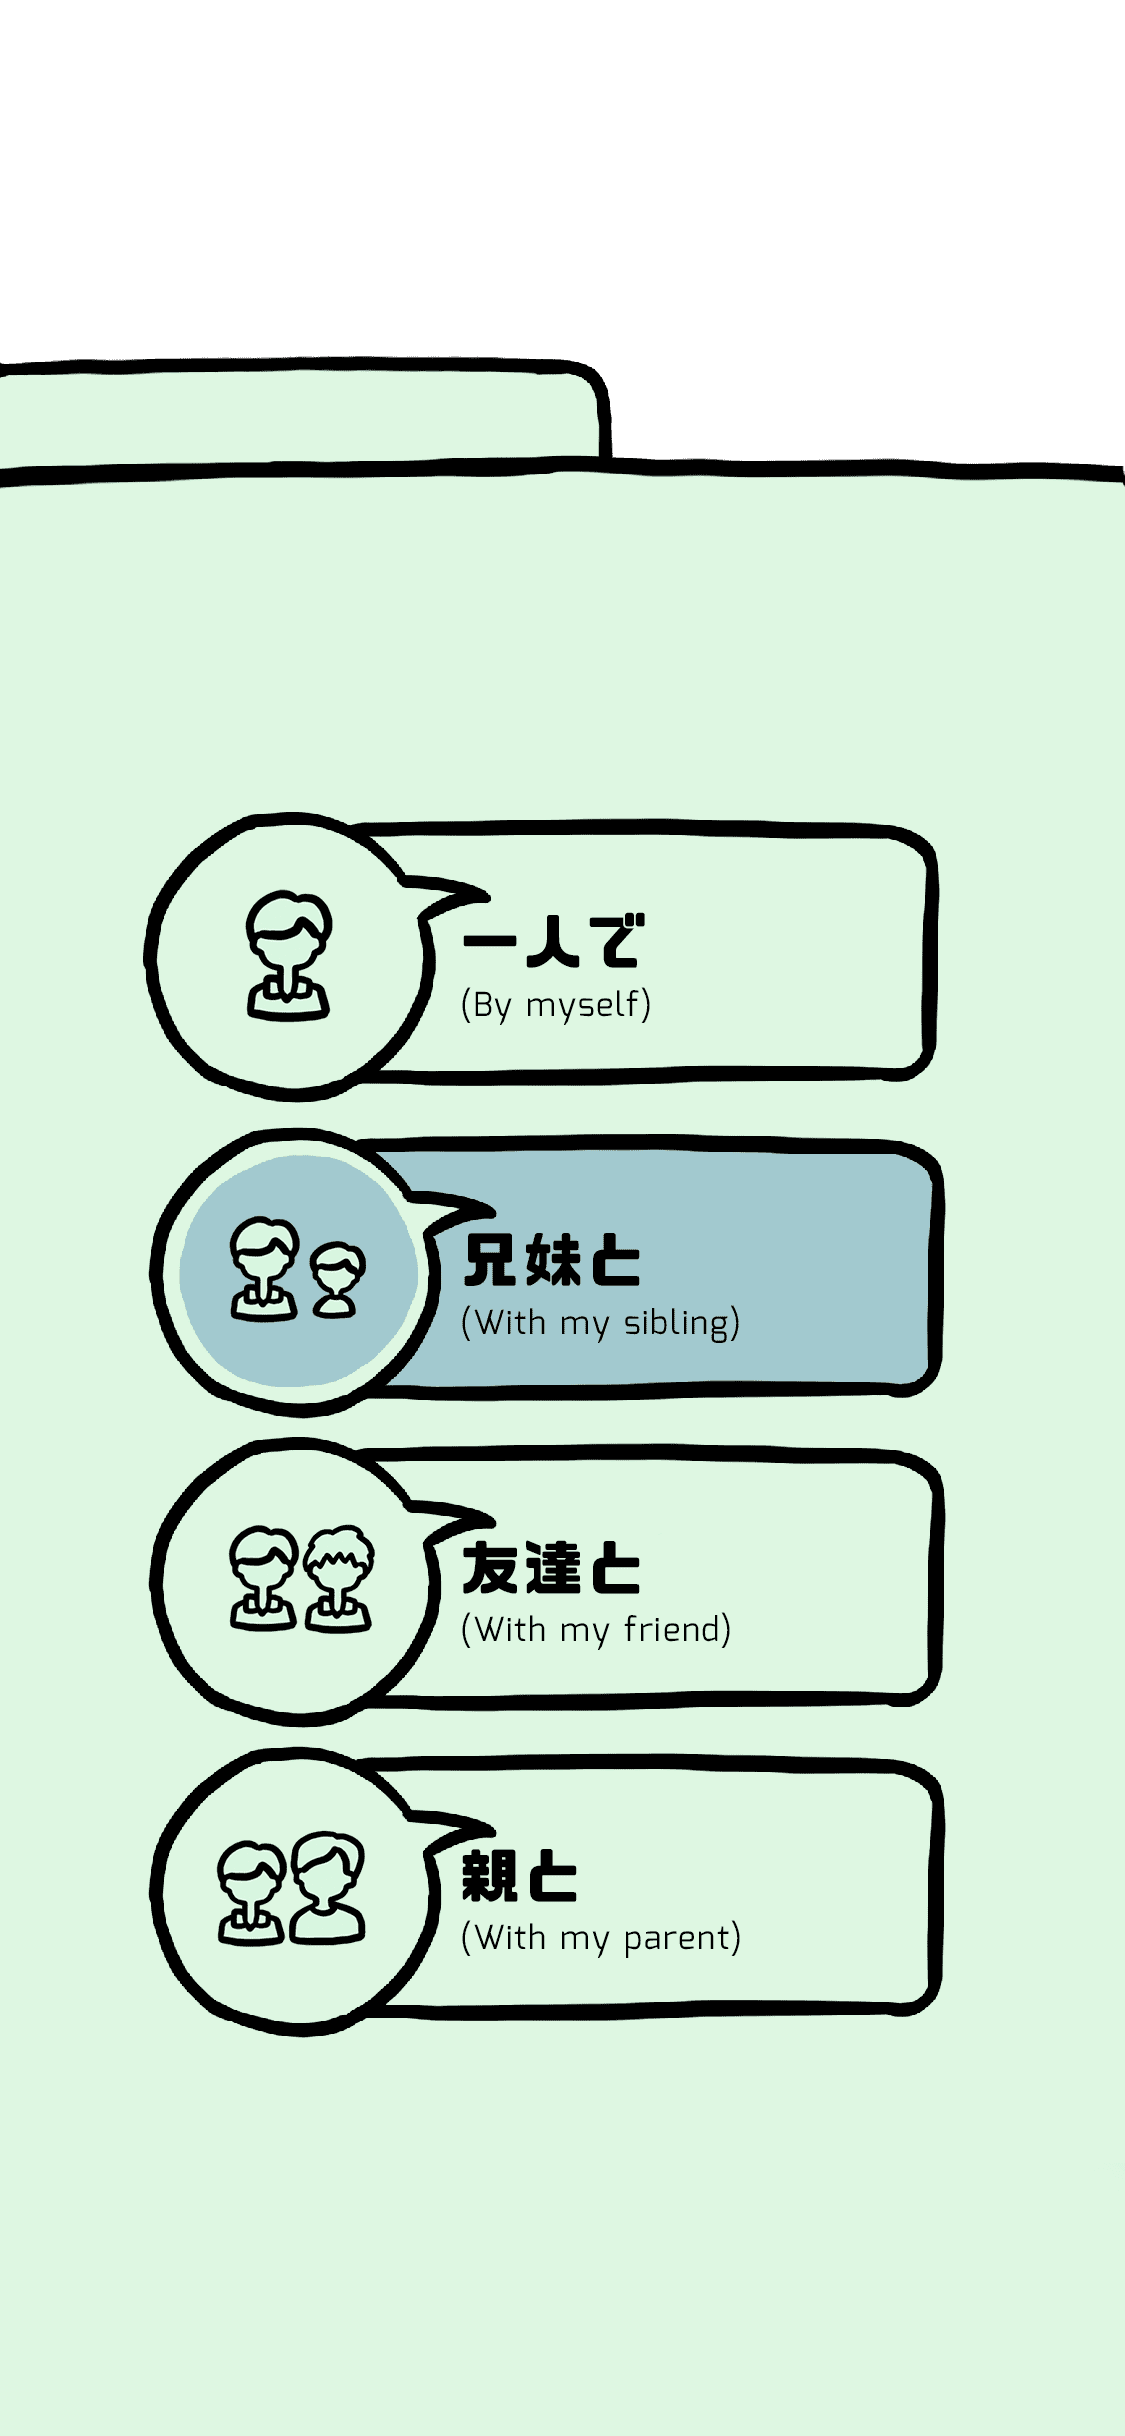 一人で
(By myself)
兄妹と
(With my sibling)
友達と
(With my friend)
親と
(With my parent)